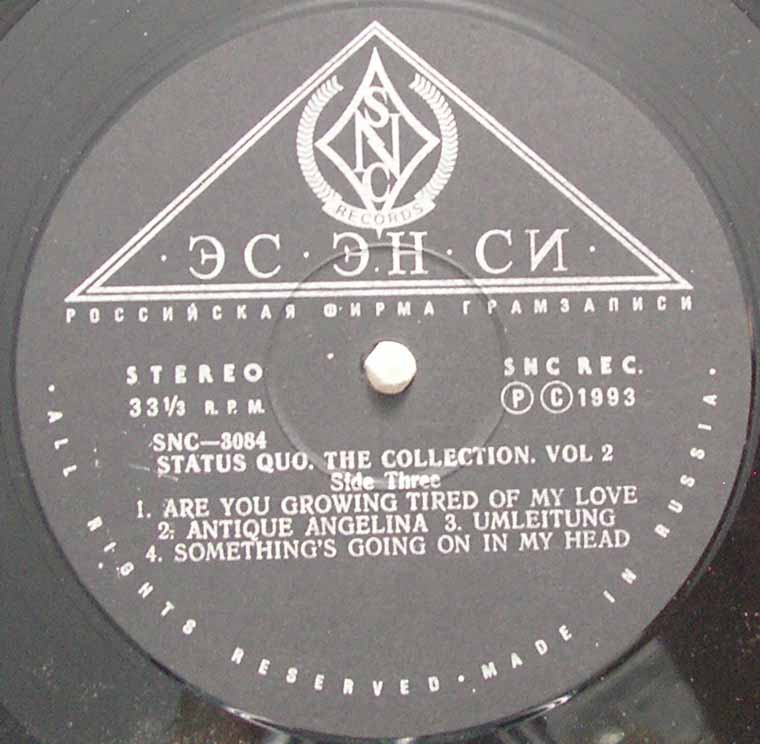 SNC
RECORDS
· ЭС · ЭН · СИ ·
РОССИЙСКАЯ ФИРМА ГРАМЗАПИСИ
STEREO
33⅓ R. P. M.
SNC REC.
Ⓟ Ⓒ 1993
SNC—3084
STATUS QUO. THE COLLECTION. VOL 2
Side Three
1. ARE YOU GROWING TIRED OF MY LOVE
2. ANTIQUE ANGELINA 3. UMLEITUNG
4. SOMETHING'S GOING ON IN MY HEAD
· ALL RIGHTS RESERVED · MADE IN RUSSIA ·